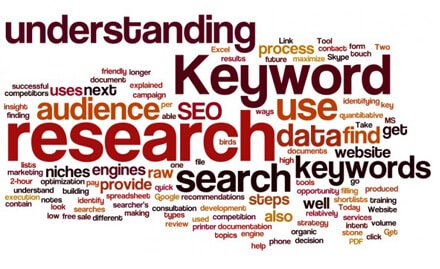 understanding
Link Tool
Excel process contact form touch Two
results future maximize Skype
friendly longer
document
successful uses next explained
competitors campaign
Keyword
identifying key
quantitative
insight audience per SEO ways use Take MS
finding able
research birds data find get
documents website
lists
marketing niches engines raw one file search high keywords
2-hour optimization pay provide quick tools go produced
understand building spreadsheet Google recommendations steps opportunity filling
execution notes identify searcher's consultation development well shortlists training
contain look searches making types used competition also relatively today Website
low free sale different review printer documentation strategy services intent
topics engine organic stone volume
help phone decision PDF click Get